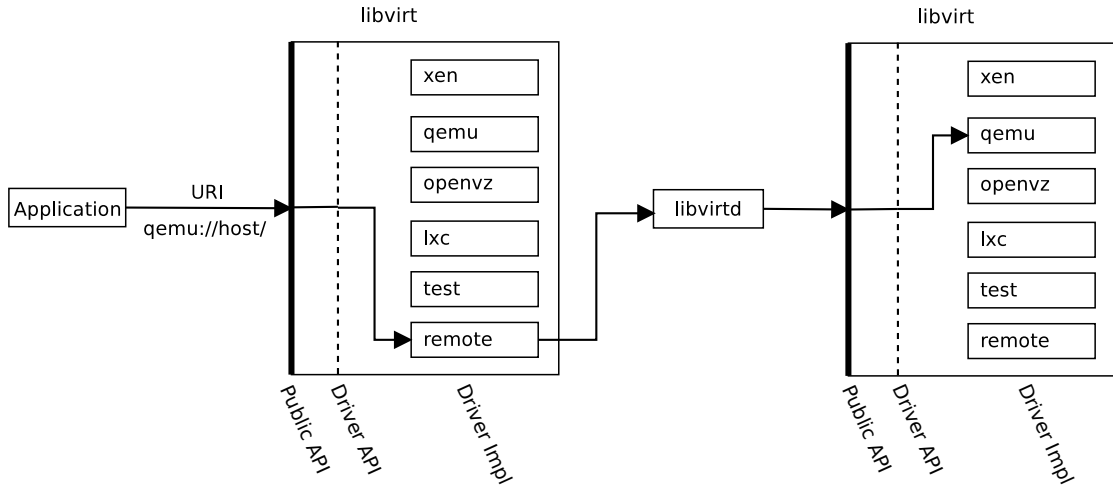 libvirt
libvirt
xen
qemu
openvz
lxc
test
remote
URI
Application
qemu://host/
libvirtd
xen
qemu
openvz
lxc
test
remote
Public API
Driver API
Driver Impl
Public API
Driver API
Driver Impl